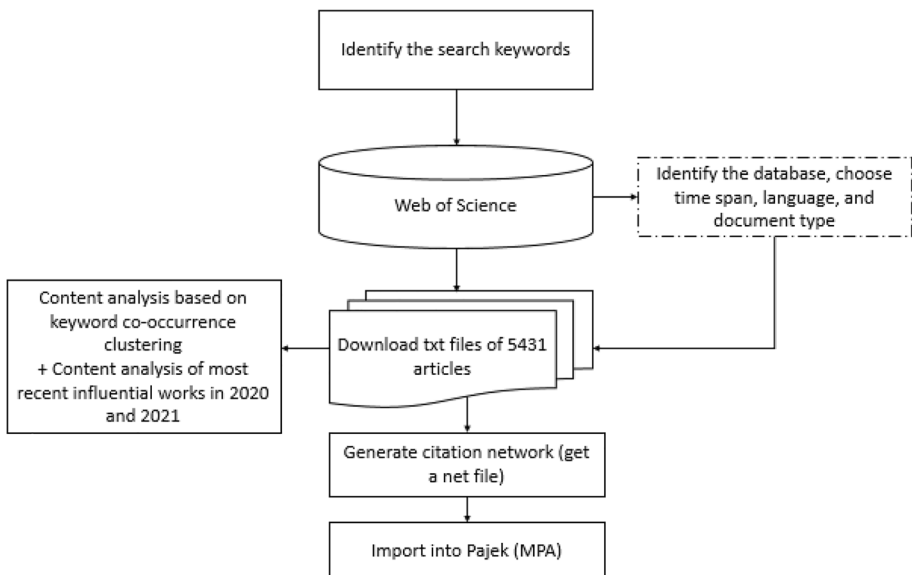 Identify the search keywords
Web of Science
Identify the database, choose
time span, language, and
document type
Content analysis based on
keyword co-occurrence
clustering
+ Content analysis of most
recent influential works in 2020
and 2021
Download txt files of 5431
articles
Generate citation network (get
a net file)
Import into Pajek (MPA)